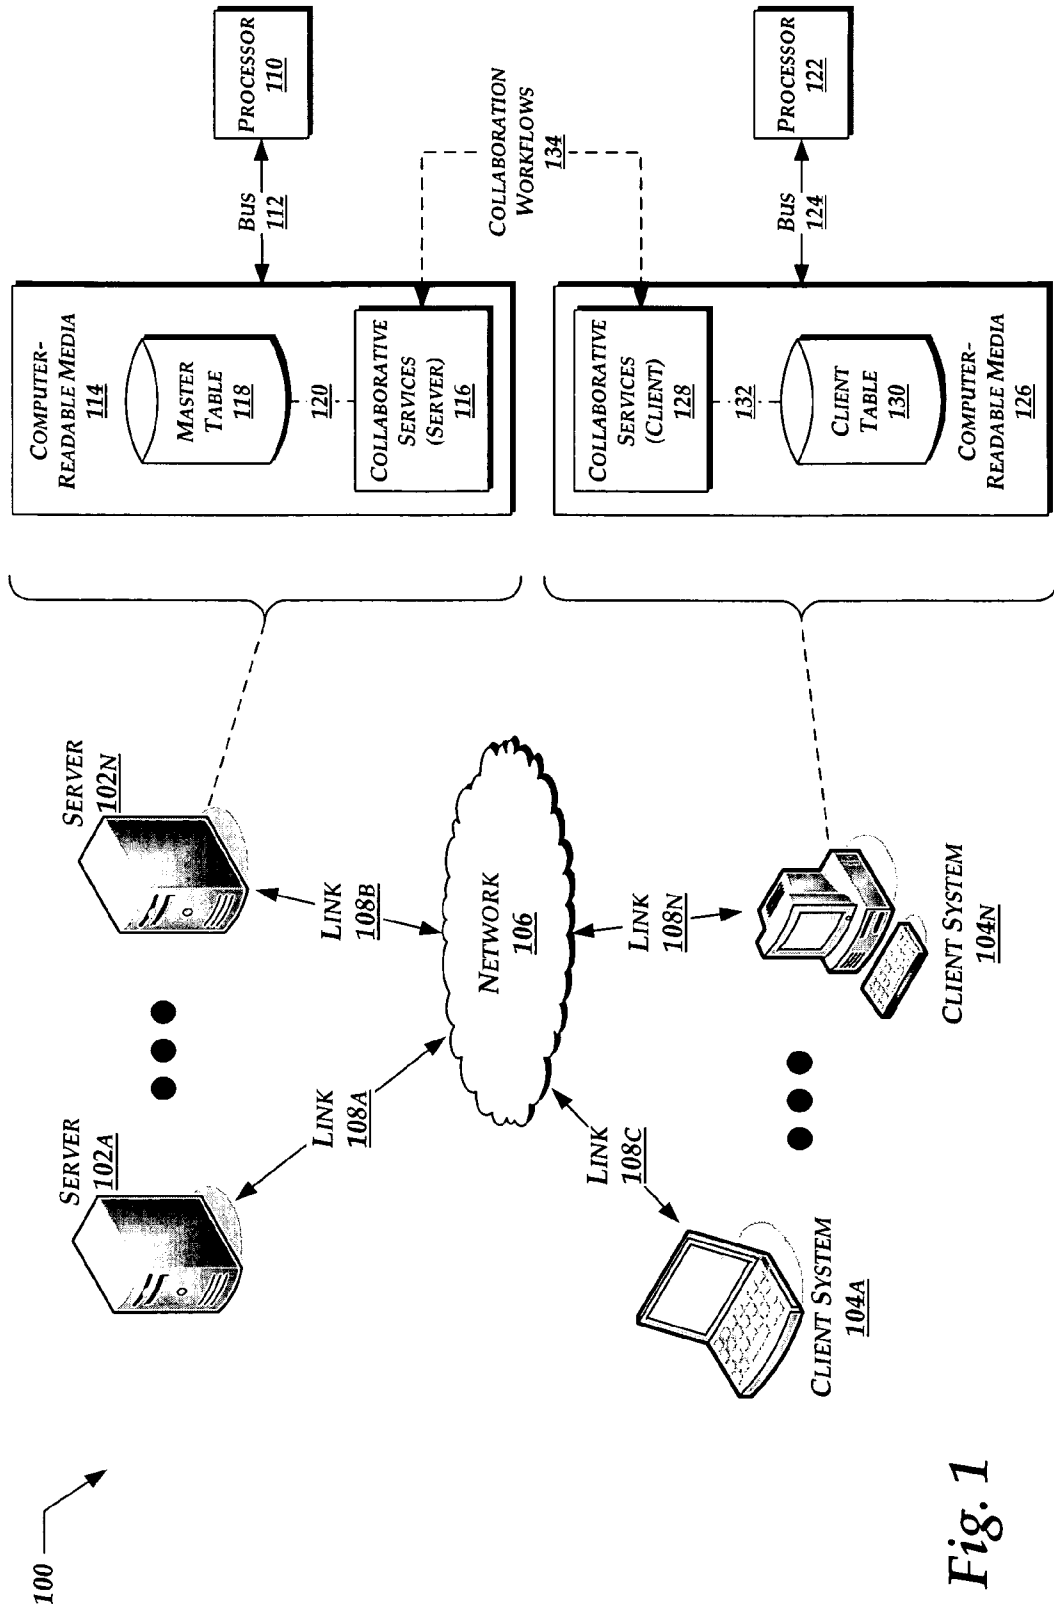 100
SERVER
102A
SERVER
102N
LINK
108A
LINK
108B
NETWORK
106
LINK
108C
LINK
108N
CLIENT SYSTEM
104A
CLIENT SYSTEM
104N
COMPUTER-
READABLE MEDIA
114
MASTER
TABLE
118
120
COLLABORATIVE
SERVICES
(SERVER)
116
BUS
112
PROCESSOR
110
COLLABORATION
WORKFLOWS
134
COLLABORATIVE
SERVICES
(CLIENT)
128
132
CLIENT
TABLE
130
COMPUTER-
READABLE MEDIA
126
BUS
124
PROCESSOR
122
Fig. 1